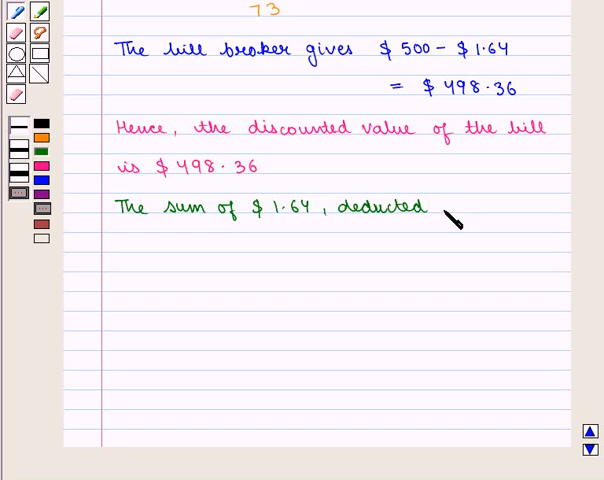 73
The bill broker gives $ 500 - $ 1.64
= $ 498.36
Hence, the discounted value of the bill
is $ 498.36
The sum of $ 1.64, deducted